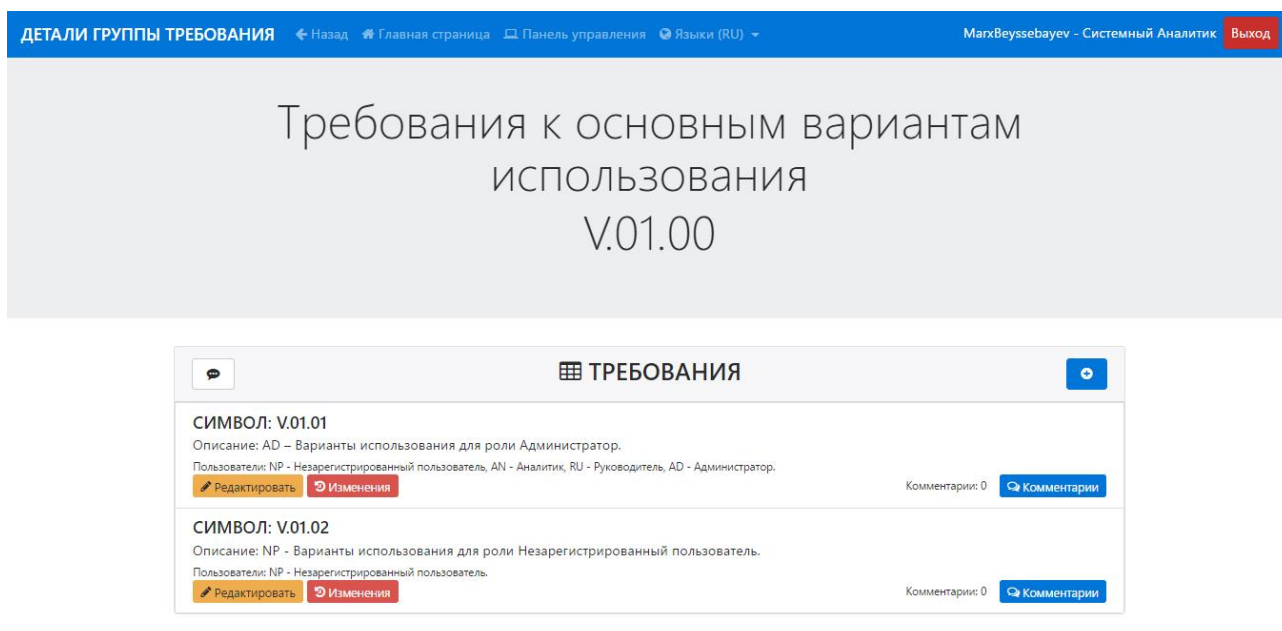 ДЕТАЛИ ГРУППЫ ТРЕБОВАНИЯ Назад Главная страница Панель управления Языки (RU) MarxBeyssebayev - Системный Аналитик Выход
Требования к основным вариантам
использования
V.01.00
ТРЕБОВАНИЯ
СИМВОЛ: V.01.01
Описание: AD – Варианты использования для роли Администратор.
Пользователи: NP - Незарегистрированный пользователь, AN - Аналитик, RU - Руководитель, AD - Администратор.
Редактировать Изменения Комментарии: 0 Комментарии
СИМВОЛ: V.01.02
Описание: NP - Варианты использования для роли Незарегистрированный пользователь.
Пользователи: NP - Незарегистрированный пользователь.
Редактировать Изменения Комментарии: 0 Комментарии